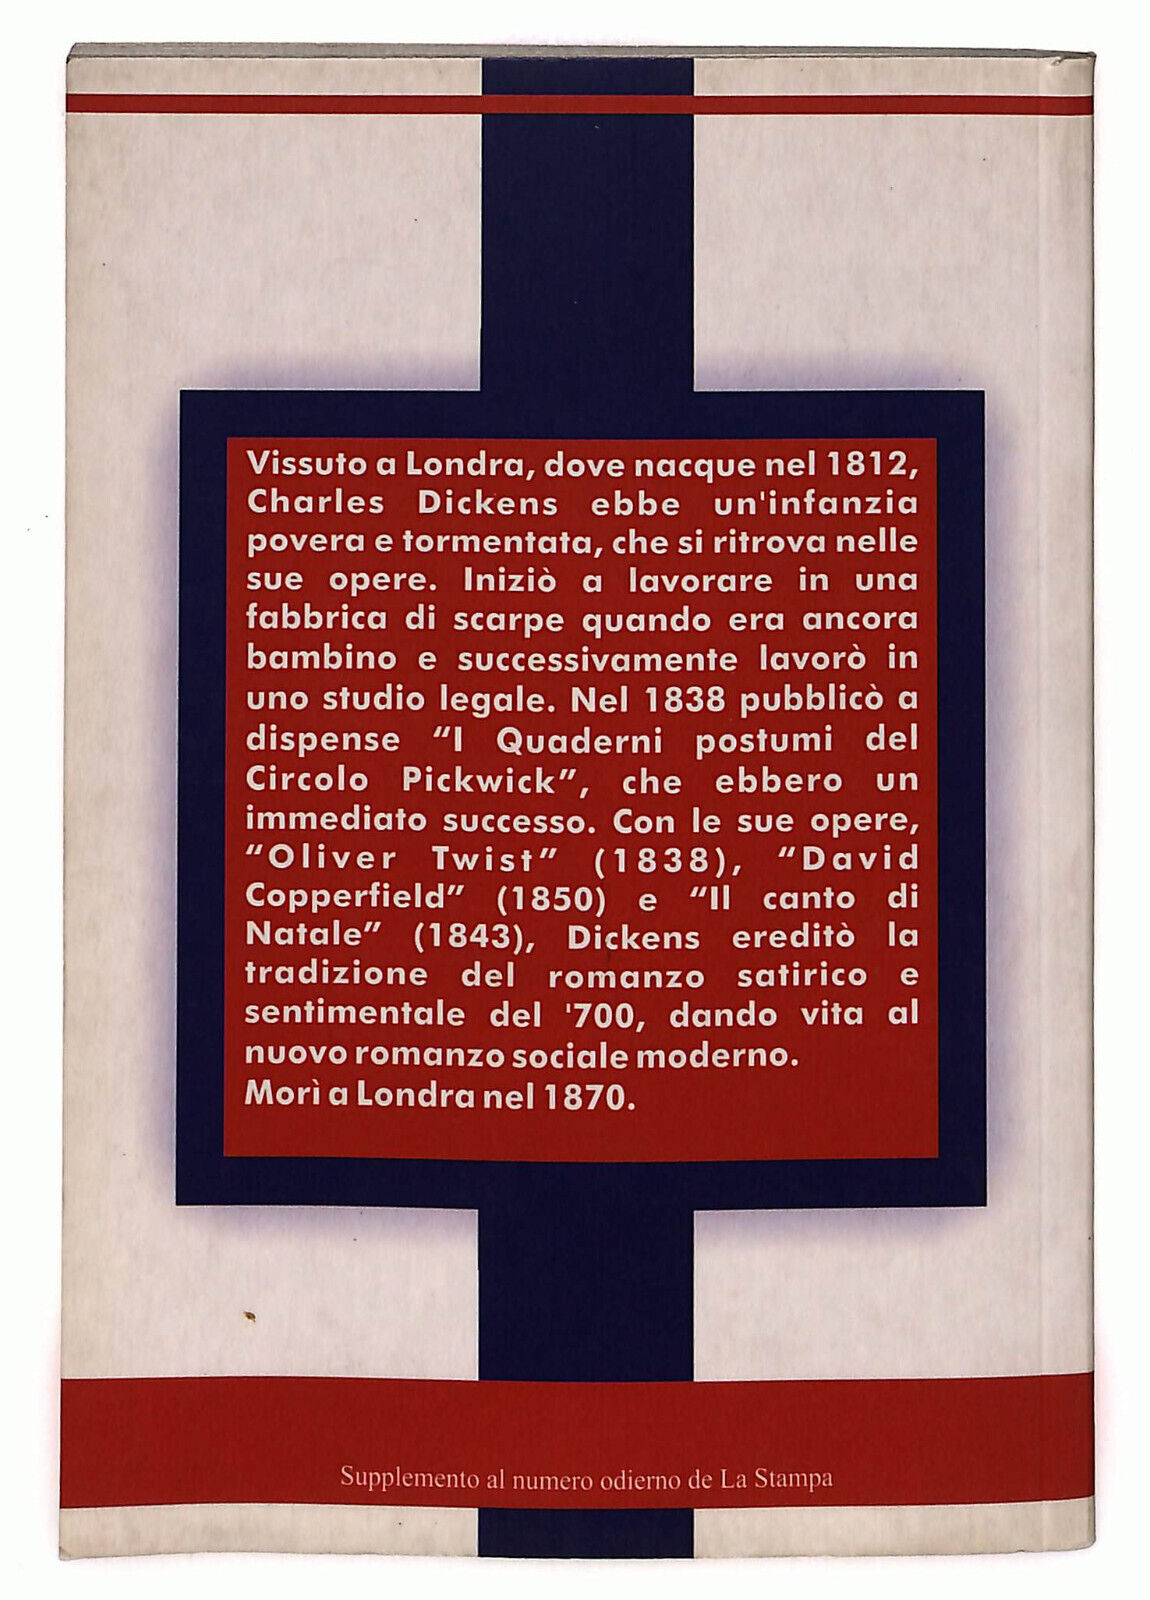 Vissuto a Londra, dove nacque nel 1812,
Charles Dickens ebbe un'infanzia
povera e tormentata, che si ritrova nelle
sue opere. Iniziò a lavorare in una
fabbrica di scarpe quando era ancora
bambino e successivamente lavorò in
uno studio legale. Nel 1838 pubblicò a
dispense “I Quaderni postumi del
Circolo Pickwick”, che ebbero un
immediato successo. Con le sue opere,
“Oliver Twist” (1838), “David
Copperfield” (1850) e “Il canto di
Natale” (1843), Dickens ereditò la
tradizione del romanzo satirico e
sentimentale del '700, dando vita al
nuovo romanzo sociale moderno.
Morì a Londra nel 1870.
Supplemento al numero odierno de La Stampa